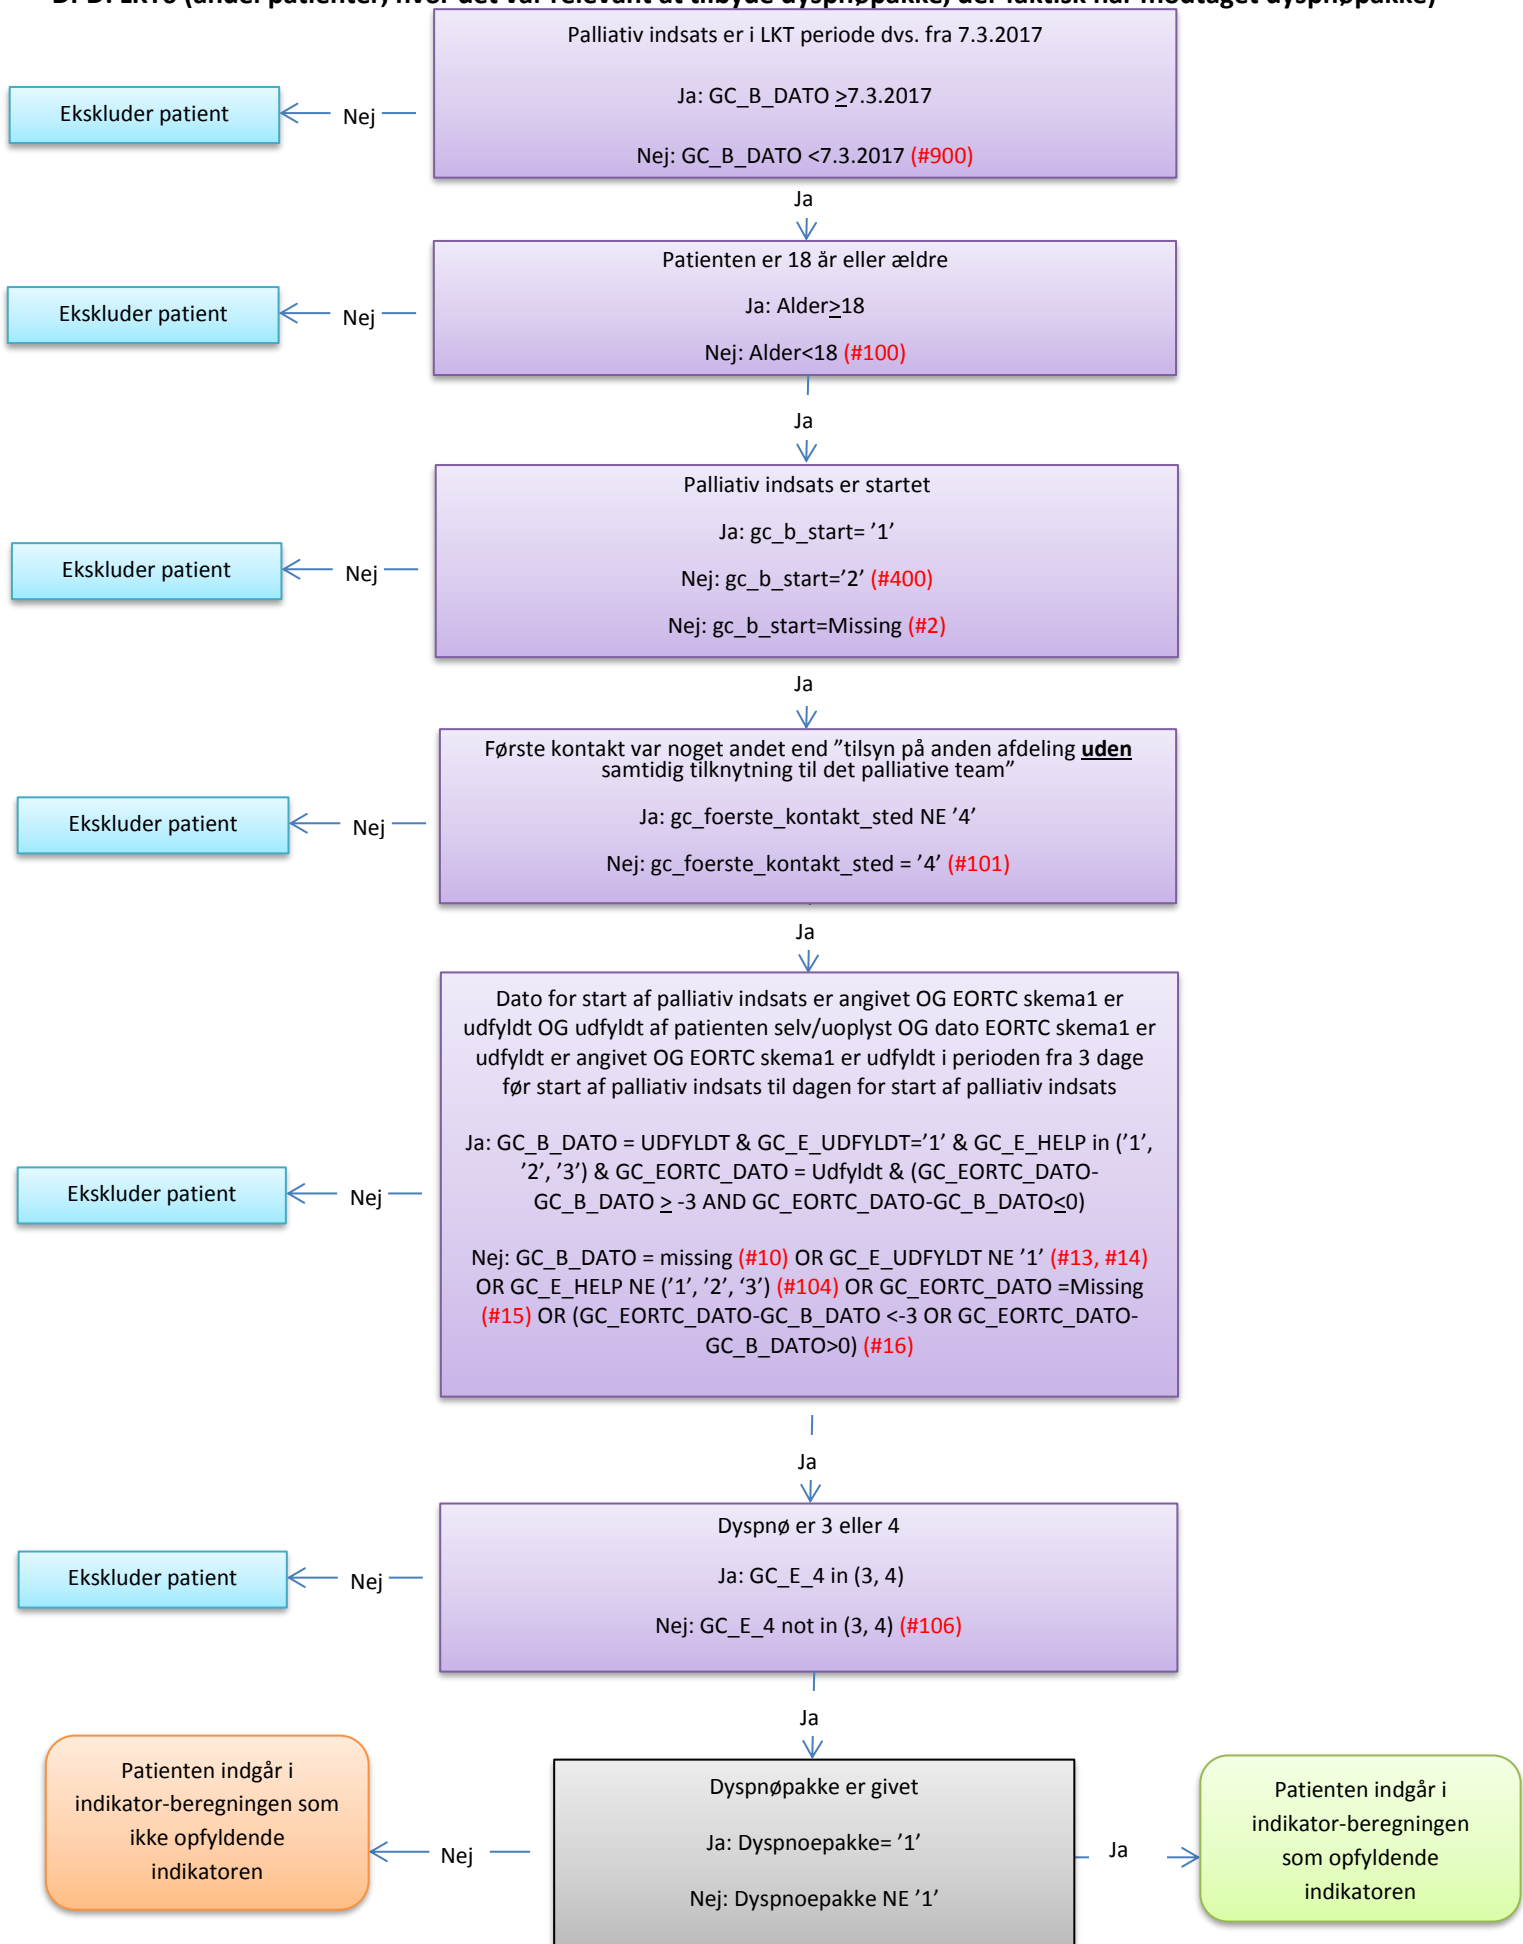 Palliativ indsats er i LKT periode dvs. fra 7.3.2017
Ja: GC_B_DATO >7.3.2017
Nej: GC_B_DATO <7.3.2017 (#900)
Nej
Ekskluder patient
Ja
Patienten er 18 år eller ældre
Ja: Alder>18
Nej: Alder<18 (#100)
Nej
Ekskluder patient
Ja
Palliativ indsats er startet
Ja: gc_b_start= ’1’
Nej: gc_b_start=’2’ (#400)
Nej: gc_b_start=Missing (#2)
Nej
Ekskluder patient
Ja
Første kontakt var noget andet end ”tilsyn på anden afdeling uden
samtidig tilknytning til det palliative team”
Ja: gc_foerste_kontakt_sted NE ’4’
Nej: gc_foerste_kontakt_sted = ’4’ (#101)
Nej
Ekskluder patient
Ja
Dato for start af palliativ indsats er angivet OG EORTC skema1 er
udfyldt OG udfyldt af patienten selv/uoplyst OG dato EORTC skema1 er
udfyldt er angivet OG EORTC skema1 er udfyldt i perioden fra 3 dage
før start af palliativ indsats til dagen for start af palliativ indsats
Ja: GC_B_DATO = UDFYLDT & GC_E_UDFYLDT=’1’ & GC_E_HELP in (’1’,
’2’, ’3’) & GC_EORTC_DATO = Udfyldt & (GC_EORTC_DATO-
GC_B_DATO > -3 AND GC_EORTC_DATO-GC_B_DATO<0)
Nej: GC_B_DATO = missing (#10) OR GC_E_UDFYLDT NE ’1’ (#13, #14)
OR GC_E_HELP NE (’1’, ’2’, ‘3’) (#104) OR GC_EORTC_DATO =Missing
(#15) OR (GC_EORTC_DATO-GC_B_DATO <-3 OR GC_EORTC_DATO-
GC_B_DATO>0) (#16)
Nej
Ekskluder patient
Ja
Dyspnø er 3 eller 4
Ja: GC_E_4 in (3, 4)
Nej: GC_E_4 not in (3, 4) (#106)
Nej
Ekskluder patient
Ja
Dyspnøpakke er givet
Ja: Dyspnoepakke= ’1’
Nej: Dyspnoepakke NE ’1’
Nej
Patienten indgår i
indikator-beregningen som
ikke opfyldende
indikatoren
Ja
Patienten indgår i
indikator-beregningen
som opfyldende
indikatoren